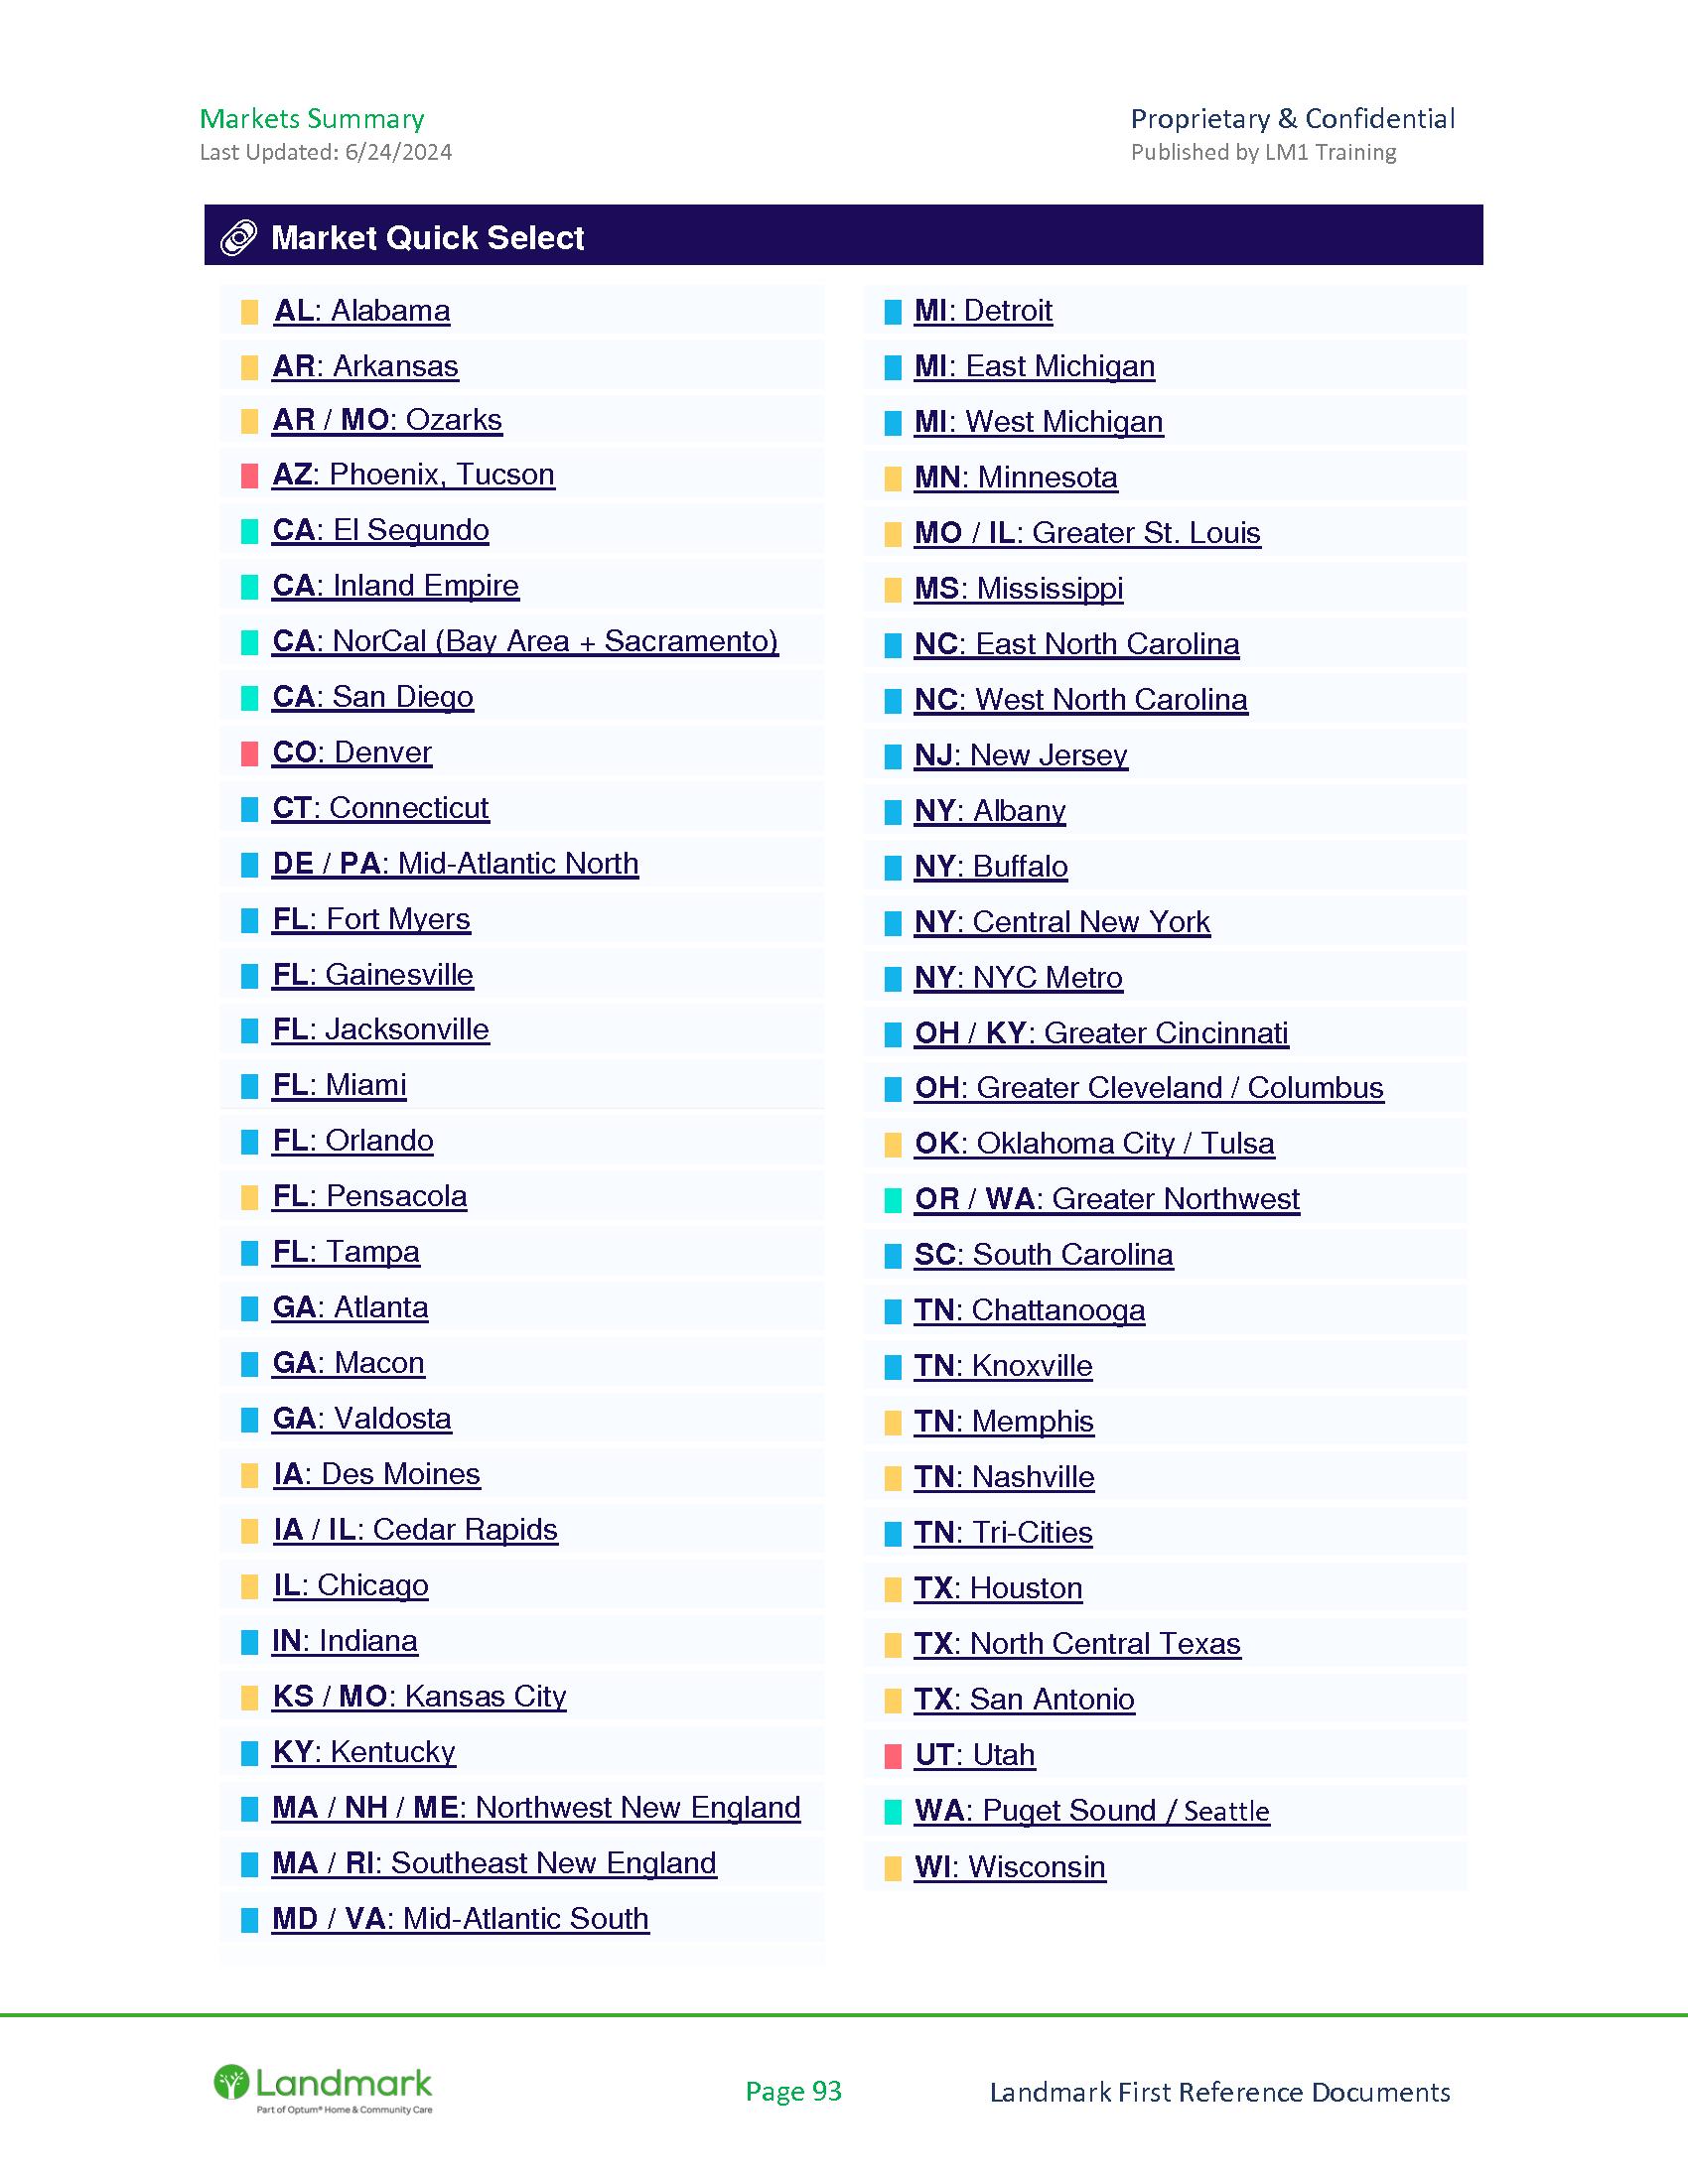 Markets Summary
Last Updated: 6/24/2024
Proprietary & Confidential
Published by LM1 Training
Market Quick Select
AL: Alabama
AR: Arkansas
AR / MO: Ozarks
AZ: Phoenix, Tucson
CA: El Segundo
CA: Inland Empire
CA: NorCal (Bay Area + Sacramento)
CA: San Diego
CO: Denver
CT: Connecticut
DE / PA: Mid-Atlantic North
FL: Fort Myers
FL: Gainesville
FL: Jacksonville
FL: Miami
FL: Orlando
FL: Pensacola
FL: Tampa
GA: Atlanta
GA: Macon
GA: Valdosta
IA: Des Moines
IA / IL: Cedar Rapids
IL: Chicago
IN: Indiana
KS / MO: Kansas City
KY: Kentucky
MA / NH / ME: Northwest New England
MA / RI: Southeast New England
MD / VA: Mid-Atlantic South
MI: Detroit
MI: East Michigan
MI: West Michigan
MN: Minnesota
MO / IL: Greater St. Louis
MS: Mississippi
NC: East North Carolina
NC: West North Carolina
NJ: New Jersey
NY: Albany
NY: Buffalo
NY: Central New York
NY: NYC Metro
OH / KY: Greater Cincinnati
OH: Greater Cleveland / Columbus
OK: Oklahoma City / Tulsa
OR / WA: Greater Northwest
SC: South Carolina
TN: Chattanooga
TN: Knoxville
TN: Memphis
TN: Nashville
TN: Tri-Cities
TX: Houston
TX: North Central Texas
TX: San Antonio
UT: Utah
WA: Puget Sound / Seattle
WI: Wisconsin
Landmark
Part of Optum® Home & Community Care
Page 93
Landmark First Reference Documents